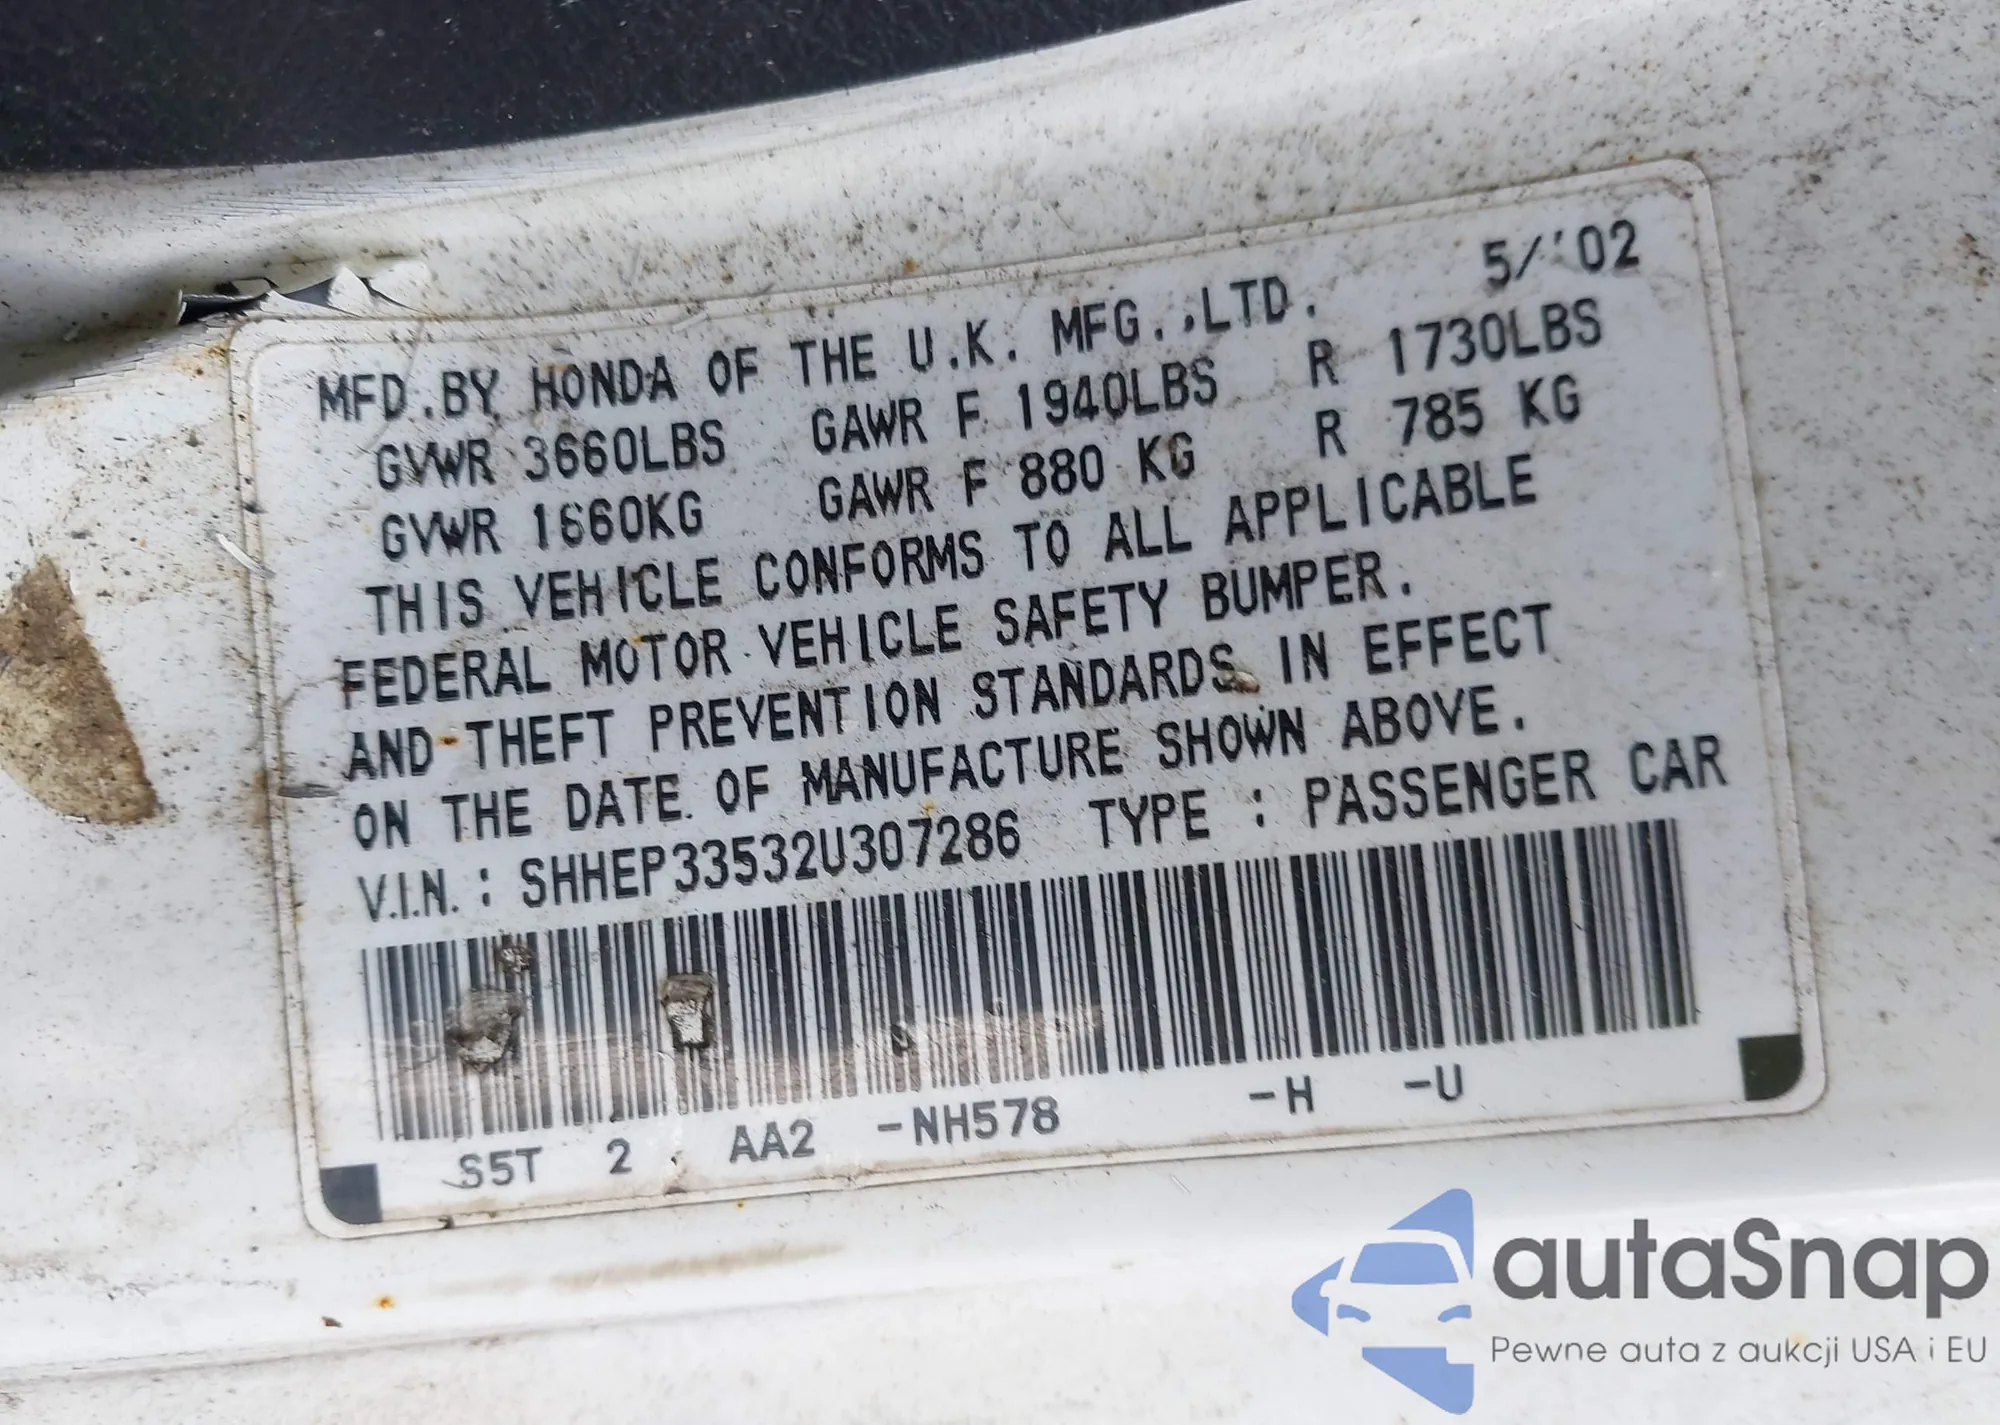 5/'02
MFD.BY HONDA OF THE U.K. MFG.,LTD.
GVWR 3660LBS GAWR F 1940LBS R 1730LBS
GVWR 1660KG GAWR F 880 KG R 785 KG
THIS VEHICLE CONFORMS TO ALL APPLICABLE
FEDERAL MOTOR VEHICLE SAFETY BUMPER.
AND THEFT PREVENTION STANDARDS IN EFFECT
ON THE DATE OF MANUFACTURE SHOWN ABOVE.
V.I.N. : SHHEP33532U307286 TYPE : PASSENGER CAR
S5T 2 AA2 -NH578 -H -U
autaSnap
Pewne auta z aukcji USA i EU